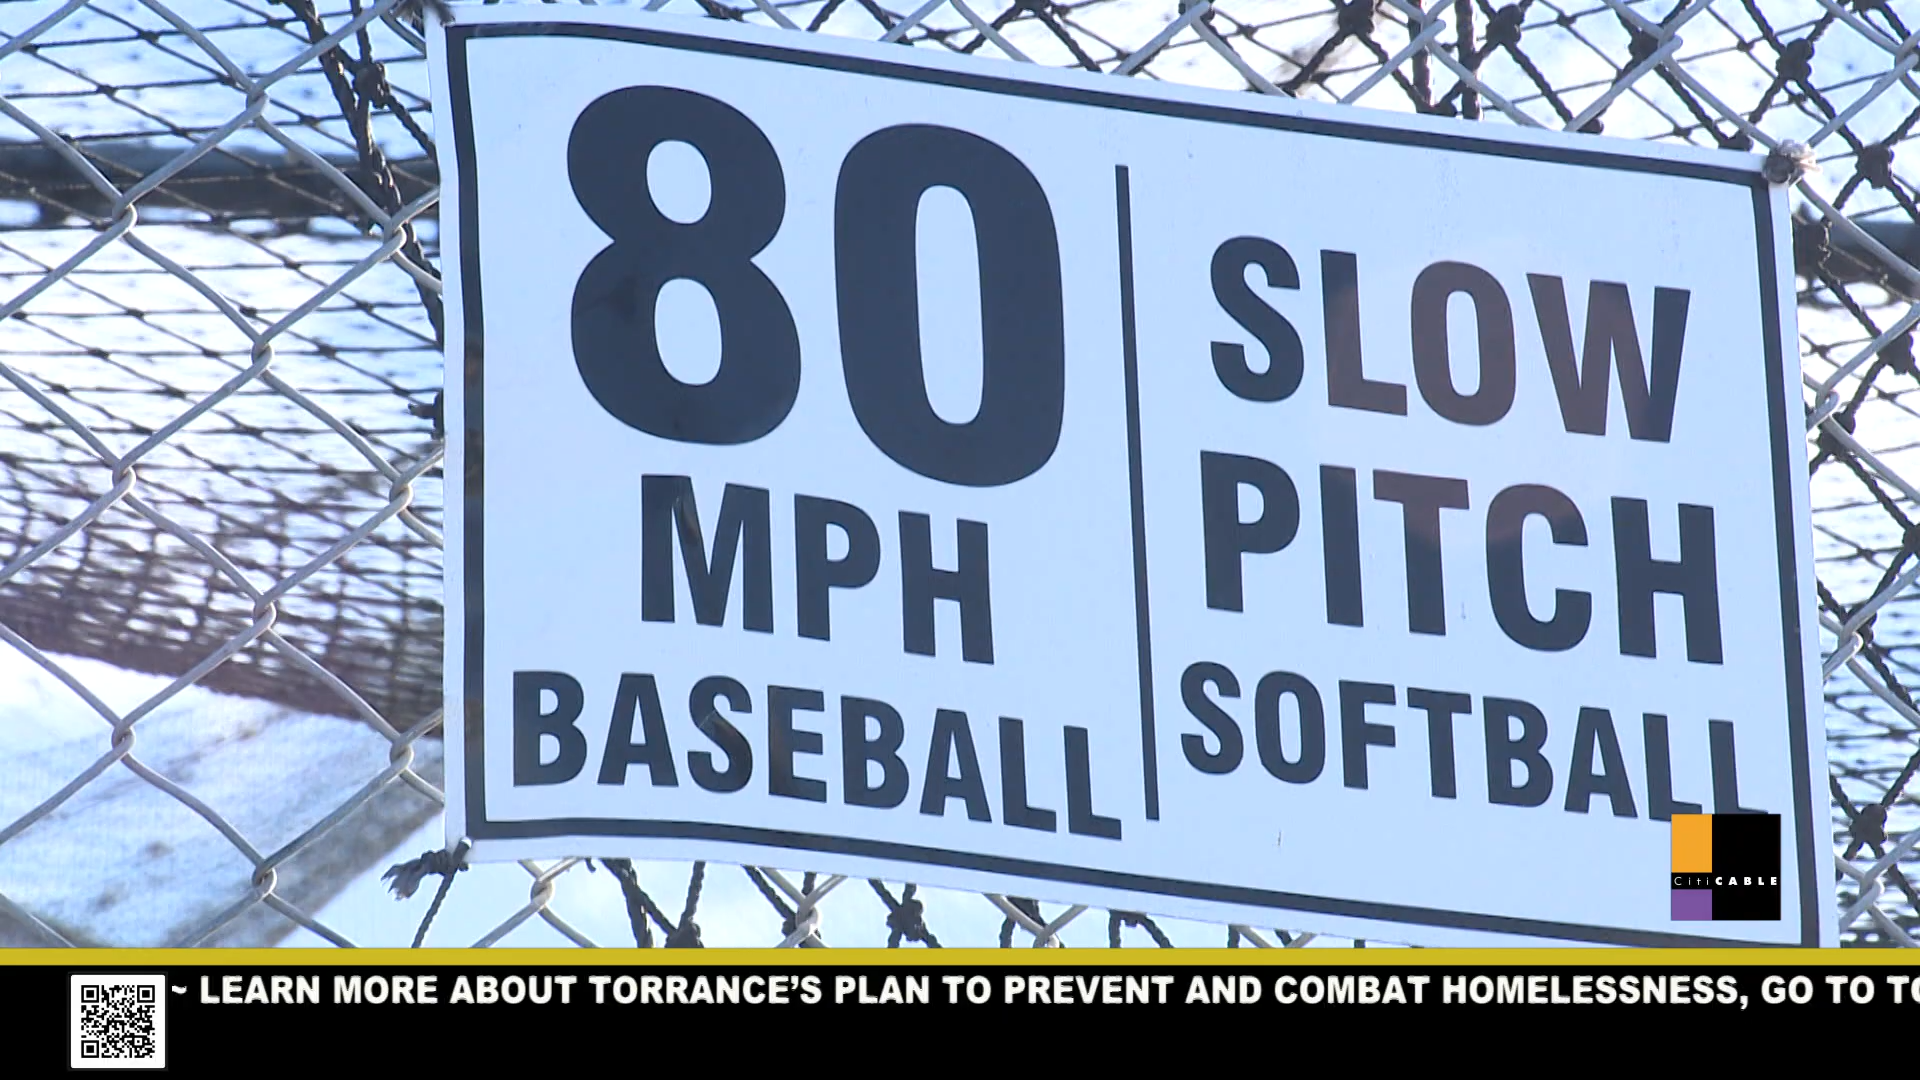 80
MPH
BASEBALL
SLOW
PITCH
SOFTBALL
CitiCABLE
~ LEARN MORE ABOUT TORRANCE’S PLAN TO PREVENT AND COMBAT HOMELESSNESS, GO TO